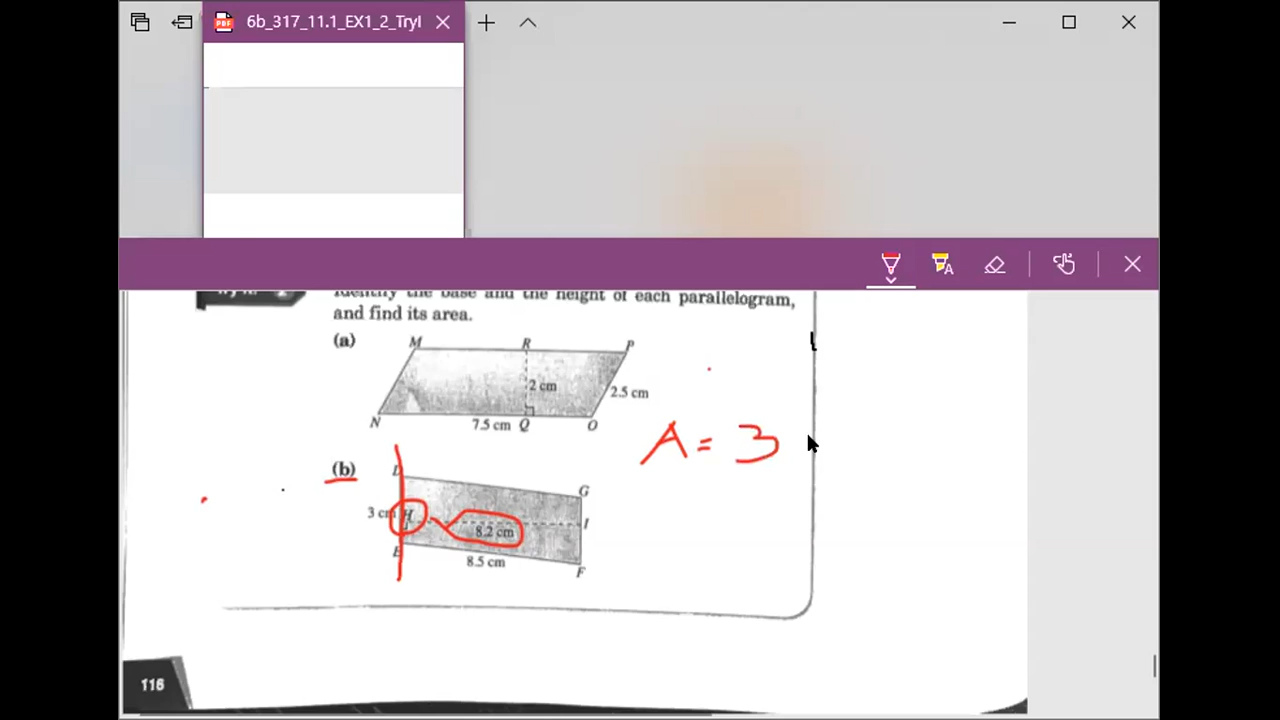 6b_317_11.1_EX1_2_TryI
Identify the base and the height of each parallelogram,
and find its area.
(a)
M R P
2 cm
2.5 cm
N 7.5 cm Q O
A = 3
(b)
D
G
3 cm H I
8.2 cm
E
8.5 cm
F
116